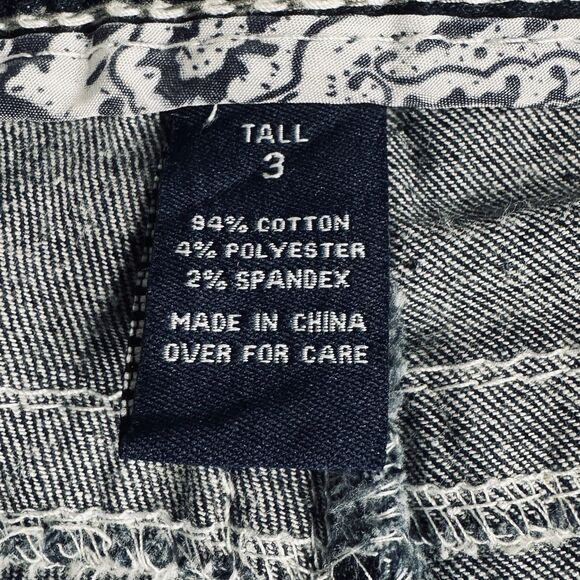 TALL
3
94% COTTON
4% POLYESTER
2% SPANDEX
MADE IN CHINA
OVER FOR CARE